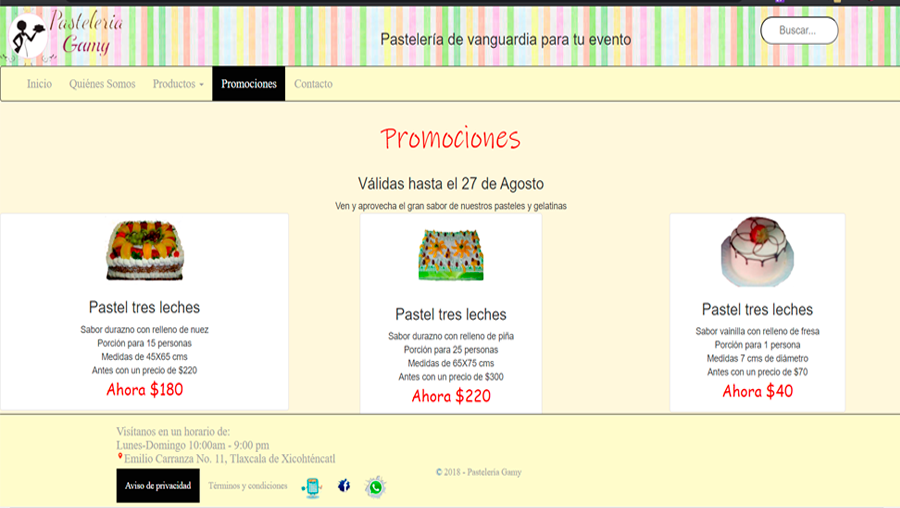 Pasteleria
Gamy
Pastelería de vanguardia para tu evento
Buscar...
Inicio
Quiénes Somos
Productos
Promociones
Contacto
Promociones
Válidas hasta el 27 de Agosto
Ven y aprovecha el gran sabor de nuestros pasteles y gelatinas
Pastel tres leches
Sabor durazno con relleno de nuez
Porción para 15 personas
Medidas de 45X65 cms
Antes con un precio de $220
Ahora $180
Pastel tres leches
Sabor durazno con relleno de piña
Porción para 25 personas
Medidas de 65X75 cms
Antes con un precio de $300
Ahora $220
Pastel tres leches
Sabor vainilla con relleno de fresa
Porción para 1 persona
Medidas 7 cms de diámetro
Antes con un precio de $70
Ahora $40
Visítanos en un horario de:
Lunes-Domingo 10:00am - 9:00 pm
Emilio Carranza No. 11, Tlaxcala de Xicohténcatl
Aviso de privacidad
Términos y condiciones
© 2018 - Pasteleria Gamy